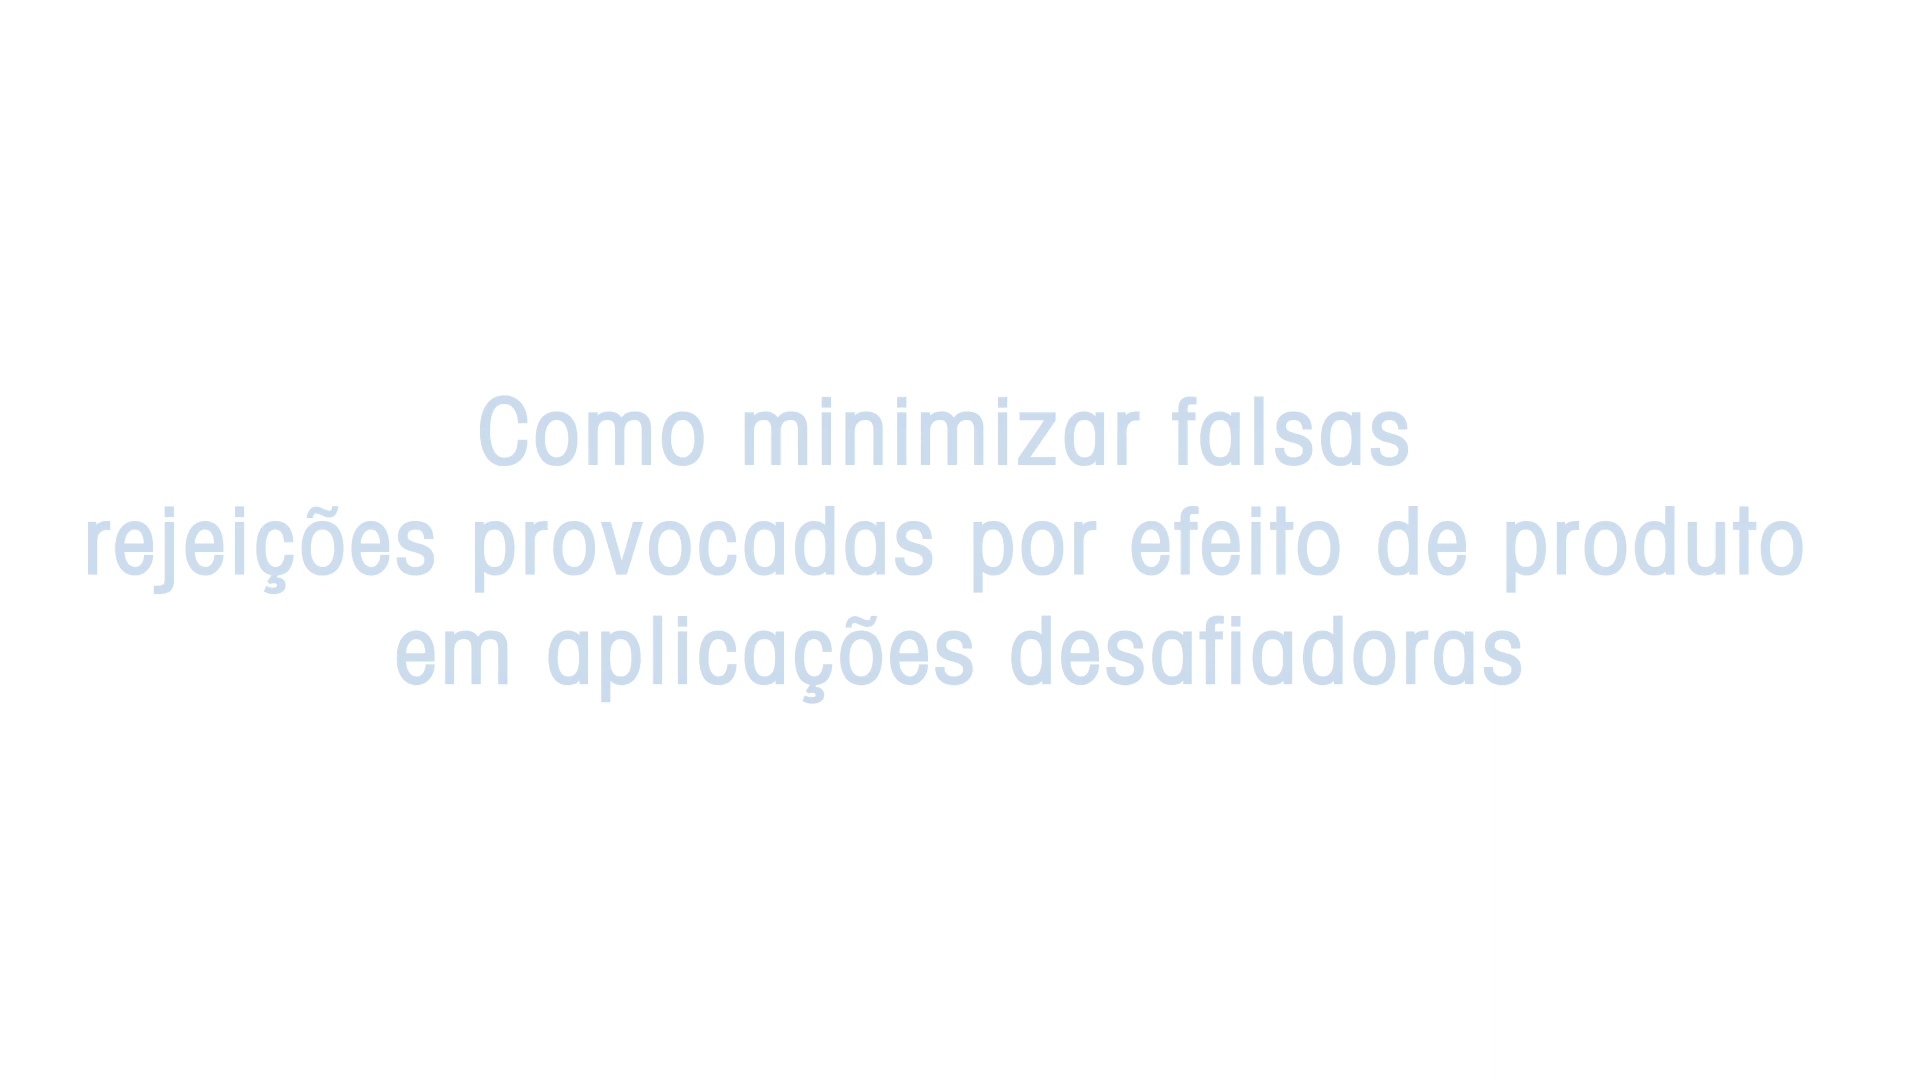 Como minimizar falsas
rejeições provocadas por efeito de produto
em aplicações desafiadoras